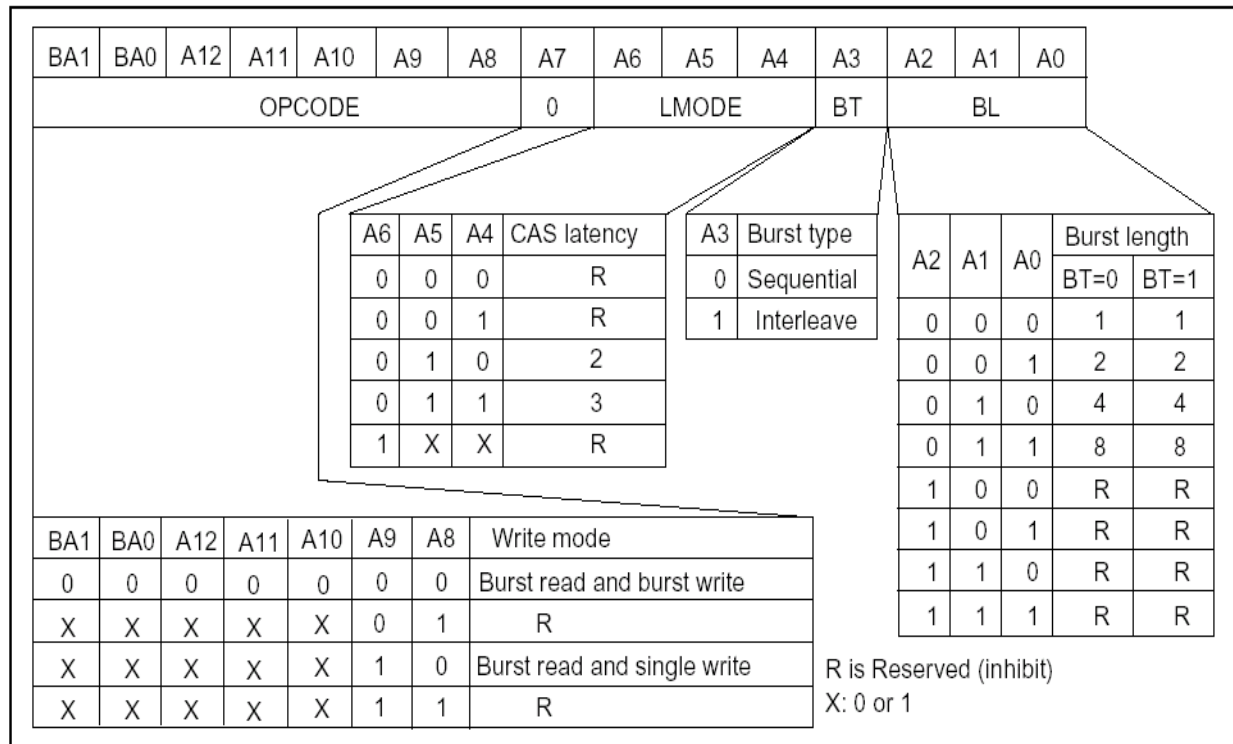 BA1 BA0 A12 A11 A10 A9 A8 A7 A6 A5 A4 A3 A2 A1 A0
OPCODE 0 LMODE BT BL
A6 A5 A4 CAS latency
0 0 0 R
0 0 1 R
0 1 0 2
0 1 1 3
1 X X R
A3 Burst type
0 Sequential
1 Interleave
A2 A1 A0 Burst length
BT=0 BT=1
0 0 0 1 1
0 0 1 2 2
0 1 0 4 4
0 1 1 8 8
1 0 0 R R
1 0 1 R R
1 1 0 R R
1 1 1 R R
BA1 BA0 A12 A11 A10 A9 A8 Write mode
0 0 0 0 0 0 0 Burst read and burst write
X X X X X 0 1 R
X X X X X 1 0 Burst read and single write
X X X X X 1 1 R
R is Reserved (inhibit)
X: 0 or 1